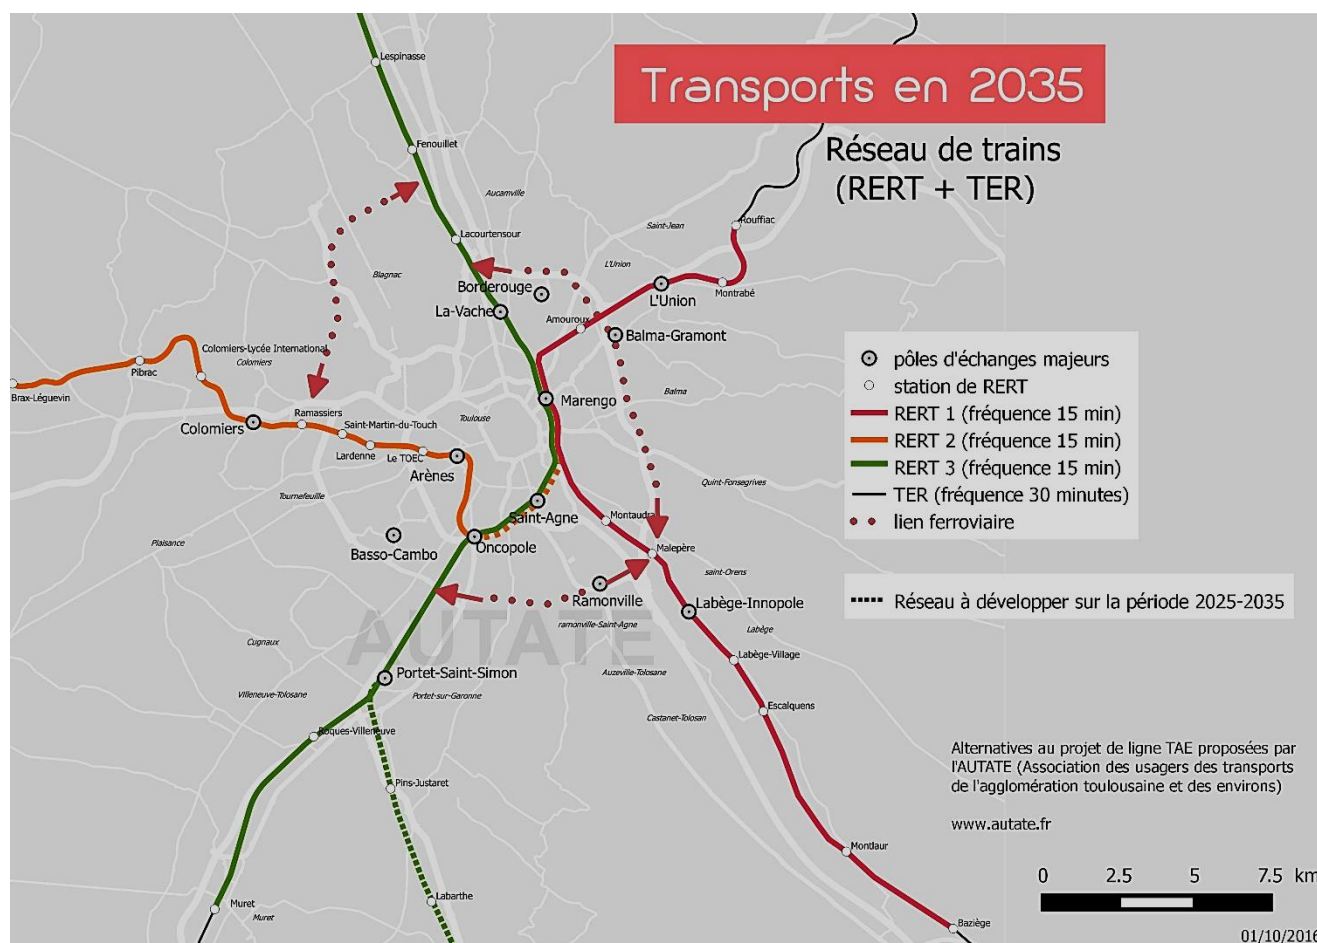 Transports en 2035
Réseau de trains
(RERT + TER)
Lespinasse
Fenouillet
Aucamville
Saint-Jean
Rouffiac
Lacourtensour
L'Union
Blagnac
Borderouge
L'Union
Montrabé
La-Vache
Amouroux
Balma-Gramont
Colomiers-Lycée International
Colomiers
Pibrac
Brax-Léguevin
Balma
Marengo
Ramassiers
Toulouse
Colomiers
Saint-Martin-du-Touch
Lardenne
Le TOEC
Arènes
Quint-Fonsegrives
Tournefeuille
Saint-Agne
Montaudra
Plaisance
Basso-Cambo
Oncopole
Malepère
saint-Orens
Ramonville
Labège-Innopole
AUTATE
ramonville-Saint-Agne
Labège
Cugnaux
Labège-Village
Portet-Saint-Simon
Auzeville-Tolosane
Villeneuve-Tolosane
Portet-sur-Garonne
Escalquens
Castanet-Tolosan
Roques-Villeneuve
Pins-Justaret
Montlaur
Labarthe
Muret
Muret
Baziège
pôles d'échanges majeurs
station de RERT
RERT 1 (fréquence 15 min)
RERT 2 (fréquence 15 min)
RERT 3 (fréquence 15 min)
TER (fréquence 30 minutes)
lien ferroviaire
Réseau à développer sur la période 2025-2035
Alternatives au projet de ligne TAE proposées par
l'AUTATE (Association des usagers des transports
de l'agglomération toulousaine et des environs)
www.autate.fr
0 2.5 5 7.5 km
01/10/2016